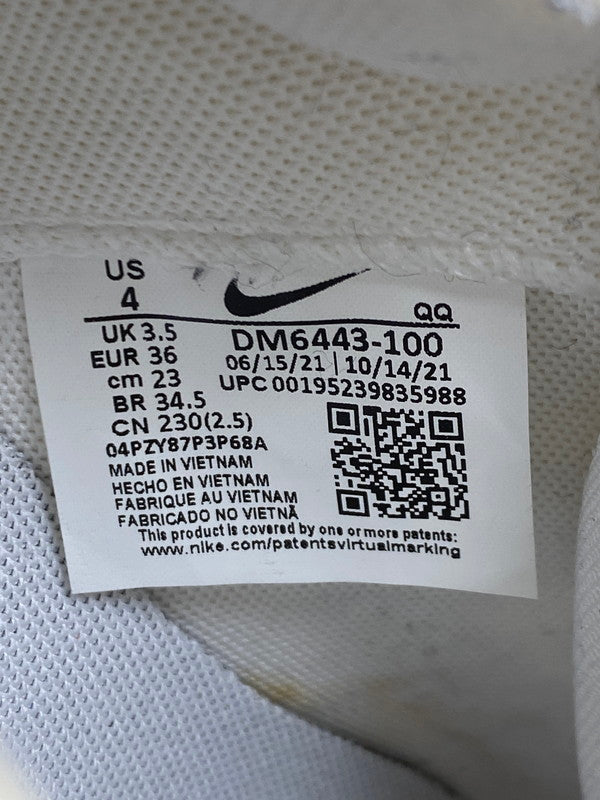 US
4
QQ
UK 3.5
EUR 36
cm 23
BR 34.5
CN 230(2.5)
04PZY87P3P68A
DM6443-100
06/15/21 | 10/14/21
UPC 00195239835988
MADE IN VIETNAM
HECHO EN VIETNAM
FABRIQUE AU VIETNAM
FABRICADO NO VIETNÃ
This product is covered by one or more patents:
www.nike.com/patentsvirtualmarking